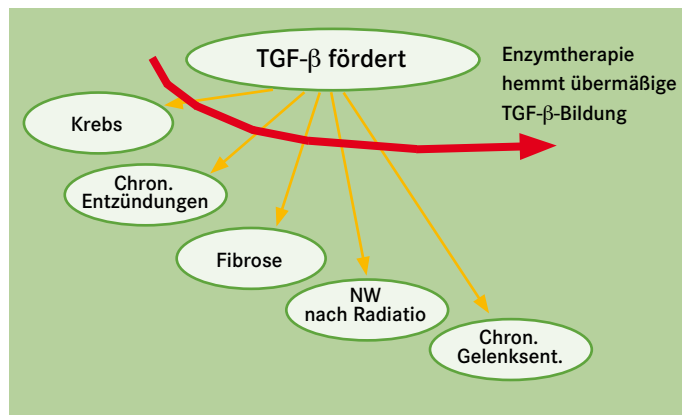 TGF-β fördert
Enzymtherapie
hemmt übermäßige
TGF-β-Bildung
Krebs
Chron.
Entzündungen
Fibrose
NW
nach Radiatio
Chron.
Gelenksent.